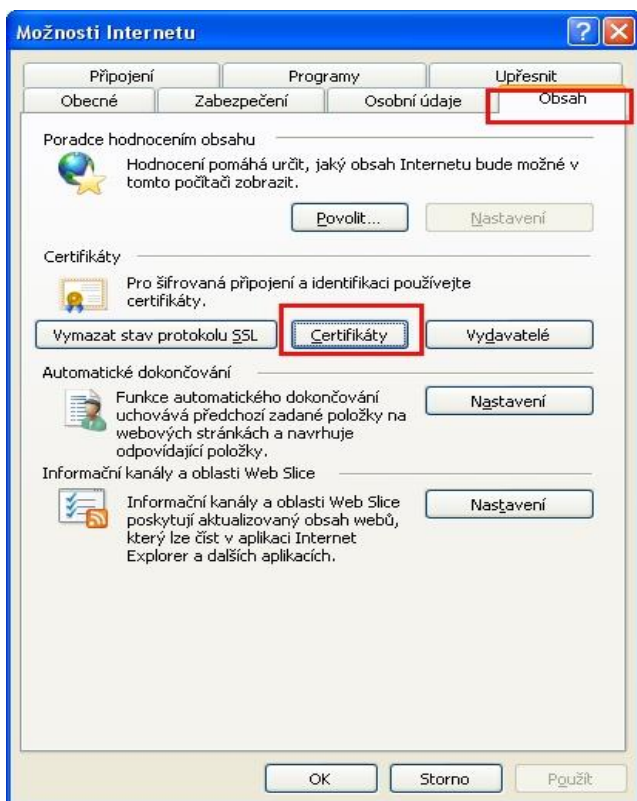 Možnosti Internetu
Připojení Programy Upřesnit
Obecné Zabezpečení Osobní údaje Obsah
Poradce hodnocením obsahu
Hodnocení pomáhá určit, jaký obsah Internetu bude možné v
tomto počítači zobrazit.
Povolit... Nastavení
Certifikáty
Pro šifrovaná připojení a identifikaci používejte
certifikáty.
Vymazat stav protokolu SSL Certifikáty Vydavatelé
Automatické dokončování
Funkce automatického dokončování
uchovává předchozí zadané položky na
webových stránkách a navrhuje
odpovídající položky.
Nastavení
Informační kanály a oblasti Web Slice
Informační kanály a oblasti Web Slice
poskytují aktualizovaný obsah webů,
který lze číst v aplikaci Internet
Explorer a dalších aplikacích.
Nastavení
OK Storno Použít